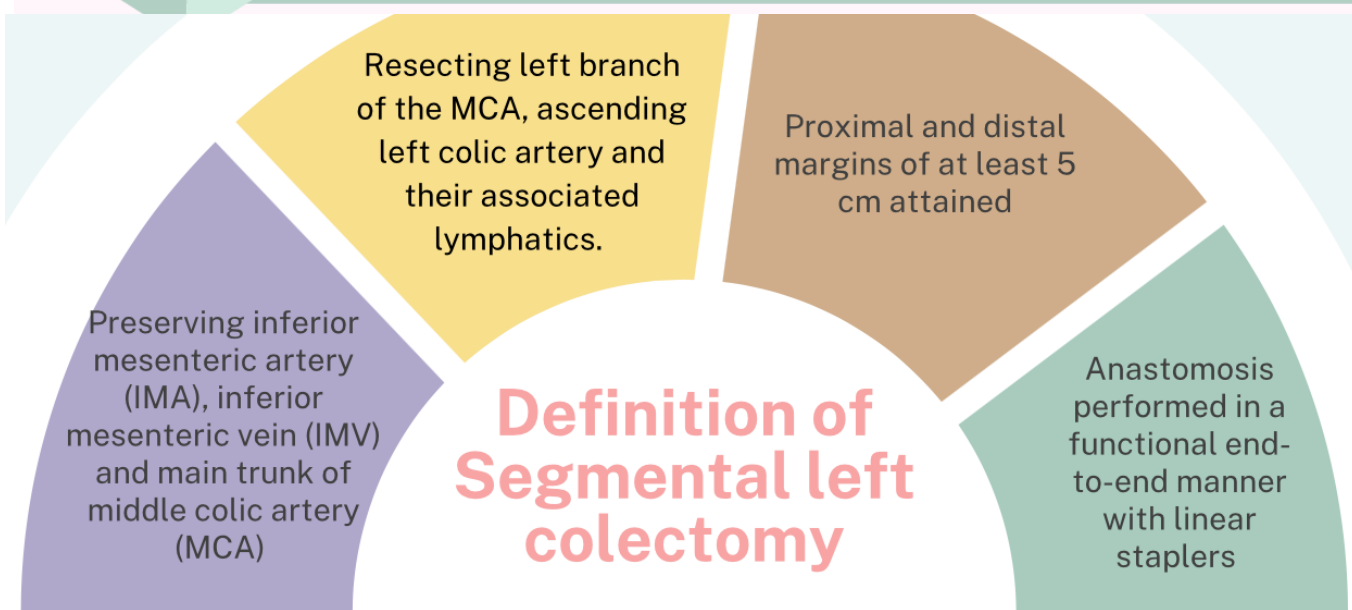 Preserving inferior
mesenteric artery
(IMA), inferior
mesenteric vein (IMV)
and main trunk of
middle colic artery
(MCA)
Resecting left branch
of the MCA, ascending
left colic artery and
their associated
lymphatics.
Proximal and distal
margins of at least 5
cm attained
Anastomosis
performed in a
functional end-
to-end manner
with linear
staplers
Definition of
Segmental left
colectomy